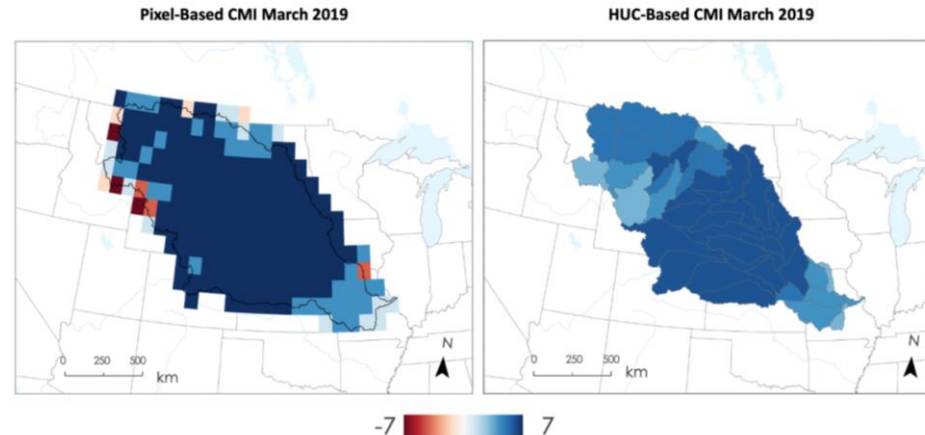 Pixel-Based CMI March 2019
HUC-Based CMI March 2019
N
0 250 500
km
N
0 250 500
km
-7 7